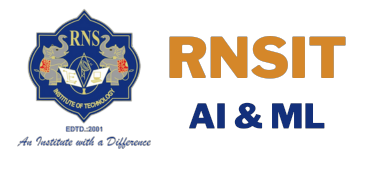 RNS
INSTITUTE OF TECHNOLOGY
EDTD.:2001
An Institute with a Difference
RNSIT
AI & ML